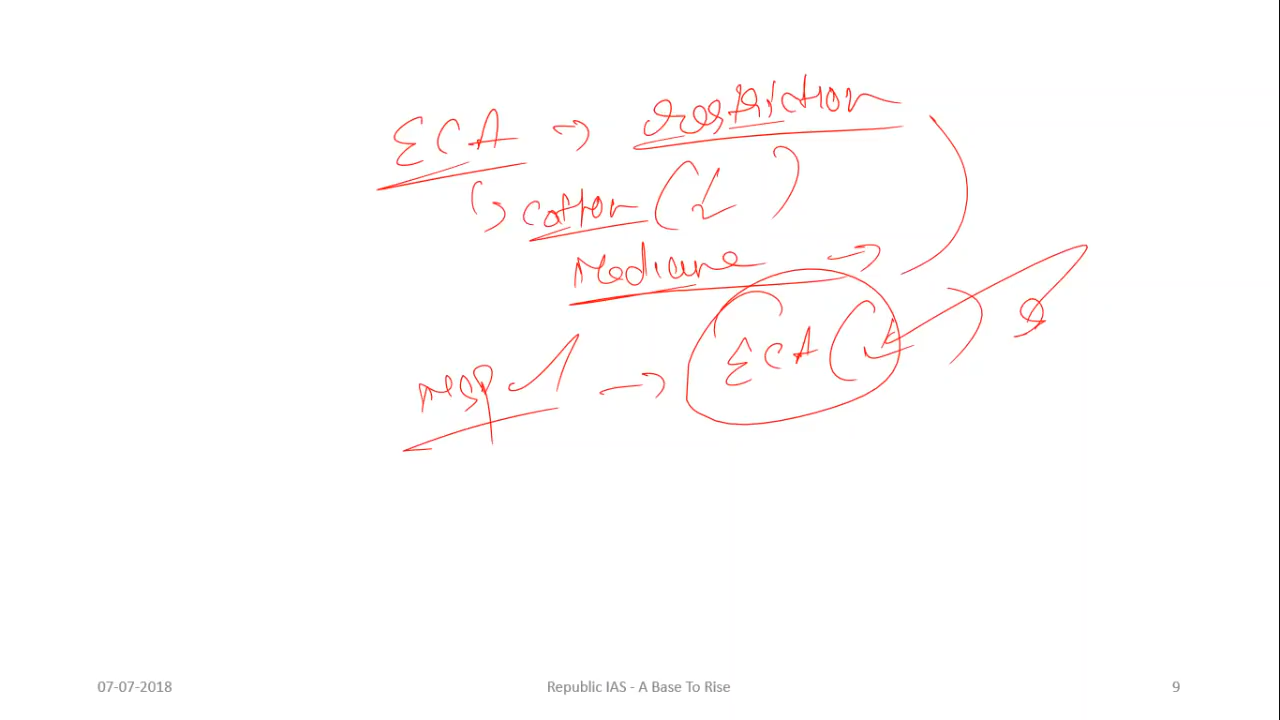 ECA → restriction
↳ cotton (↓)
Medicine →
MSP ↑ → ECA (
07-07-2018
Republic IAS - A Base To Rise
9